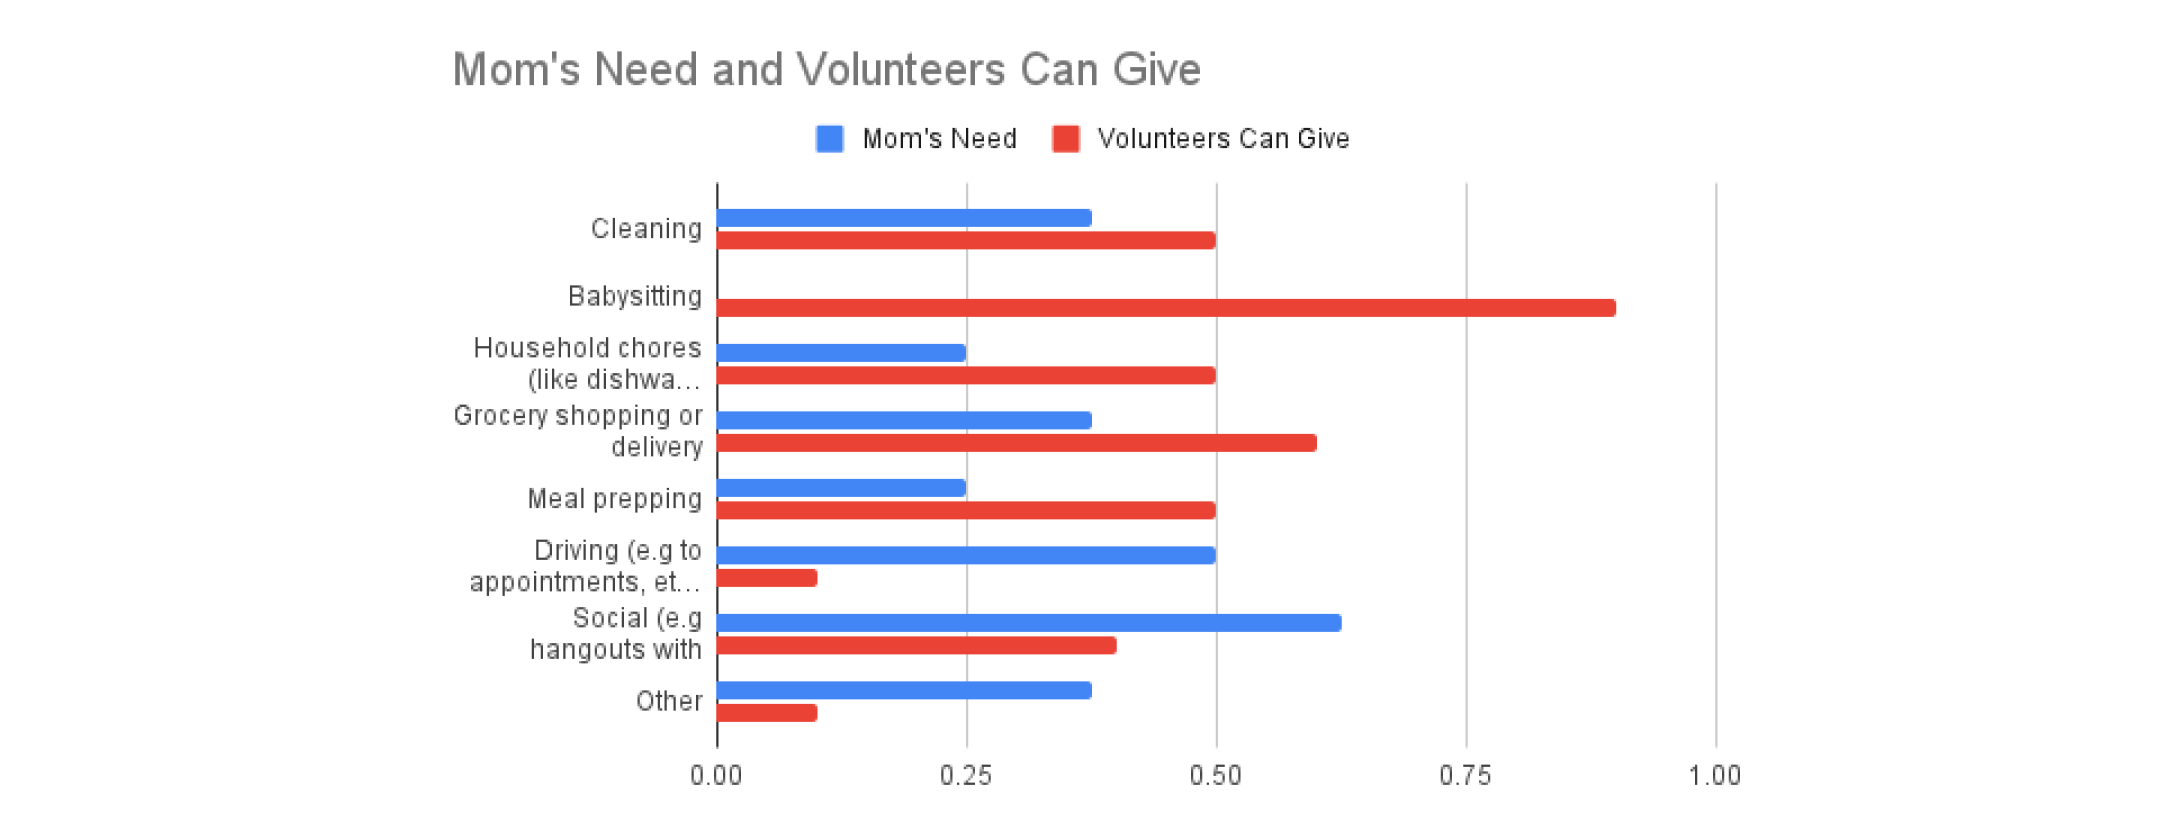 Mom's Need and Volunteers Can Give
Mom's Need
Volunteers Can Give
Cleaning
Babysitting
Household chores
(like dishwa...
Grocery shopping or
delivery
Meal prepping
Driving (e.g to
appointments, et...
Social (e.g
hangouts with
Other
0.00
0.25
0.50
0.75
1.00